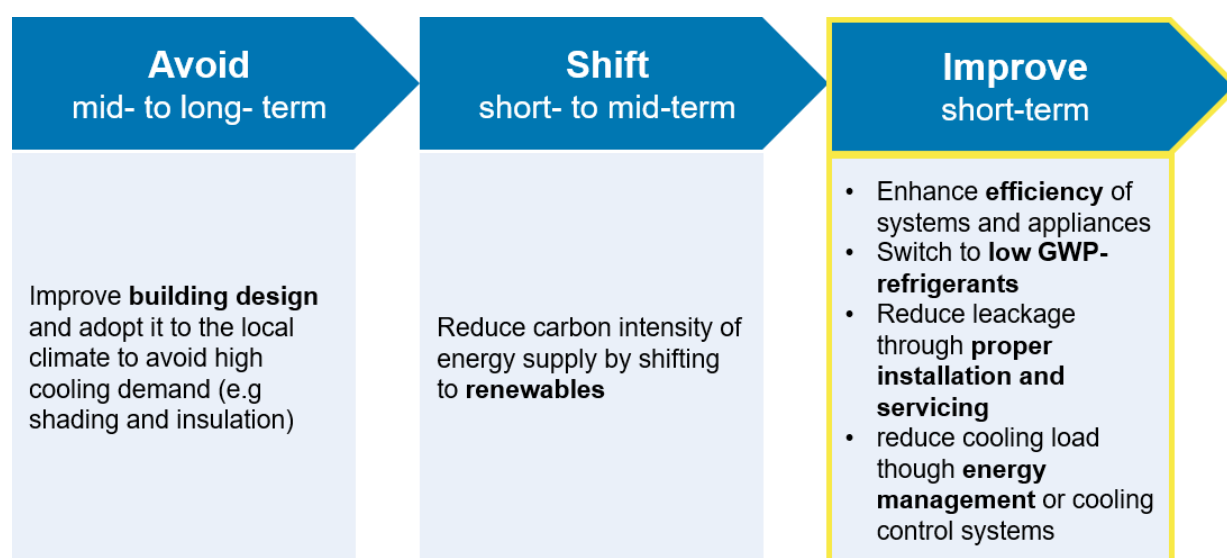 Avoid
mid- to long- term
Improve building design
and adopt it to the local
climate to avoid high
cooling demand (e.g
shading and insulation)
Shift
short- to mid-term
Reduce carbon intensity of
energy supply by shifting
to renewables
Improve
short-term
• Enhance efficiency of
systems and appliances
• Switch to low GWP-
refrigerants
• Reduce leackage
through proper
installation and
servicing
• reduce cooling load
though energy
management or cooling
control systems